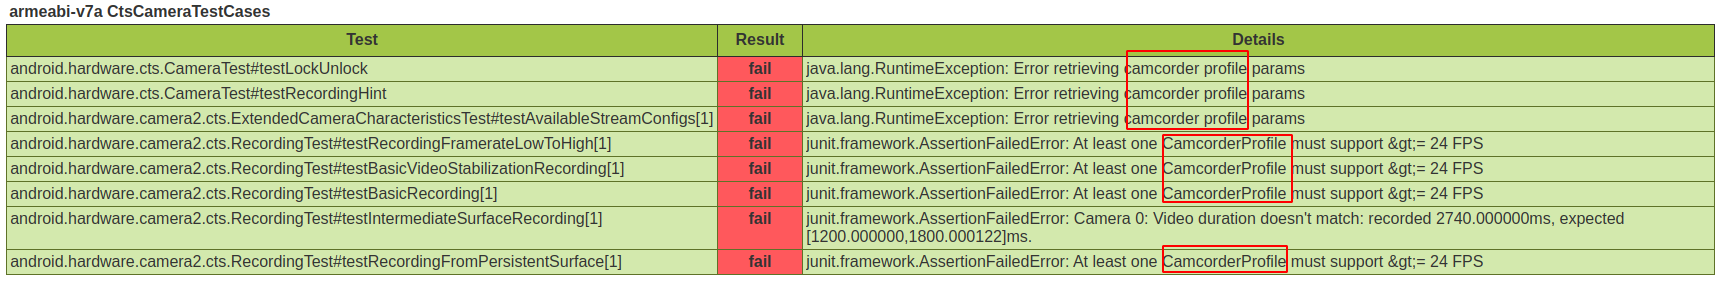 armeabi-v7a CtsCameraTestCases
Test Result Details
android.hardware.cts.CameraTest#testLockUnlock fail java.lang.RuntimeException: Error retrieving camcorder profile params
android.hardware.cts.CameraTest#testRecordingHint fail java.lang.RuntimeException: Error retrieving camcorder profile params
android.hardware.camera2.cts.ExtendedCameraCharacteristicsTest#testAvailableStreamConfigs[1] fail java.lang.RuntimeException: Error retrieving camcorder profile params
android.hardware.camera2.cts.RecordingTest#testRecordingFramerateLowToHigh[1] fail junit.framework.AssertionFailedError: At least one CamcorderProfile must support &gt;= 24 FPS
android.hardware.camera2.cts.RecordingTest#testBasicVideoStabilizationRecording[1] fail junit.framework.AssertionFailedError: At least one CamcorderProfile must support &gt;= 24 FPS
android.hardware.camera2.cts.RecordingTest#testBasicRecording[1] fail junit.framework.AssertionFailedError: At least one CamcorderProfile must support &gt;= 24 FPS
android.hardware.camera2.cts.RecordingTest#testIntermediateSurfaceRecording[1] fail junit.framework.AssertionFailedError: Camera 0: Video duration doesn't match: recorded 2740.000000ms, expected
[1200.000000,1800.000122]ms.
android.hardware.camera2.cts.RecordingTest#testRecordingFromPersistentSurface[1] fail junit.framework.AssertionFailedError: At least one CamcorderProfile must support &gt;= 24 FPS